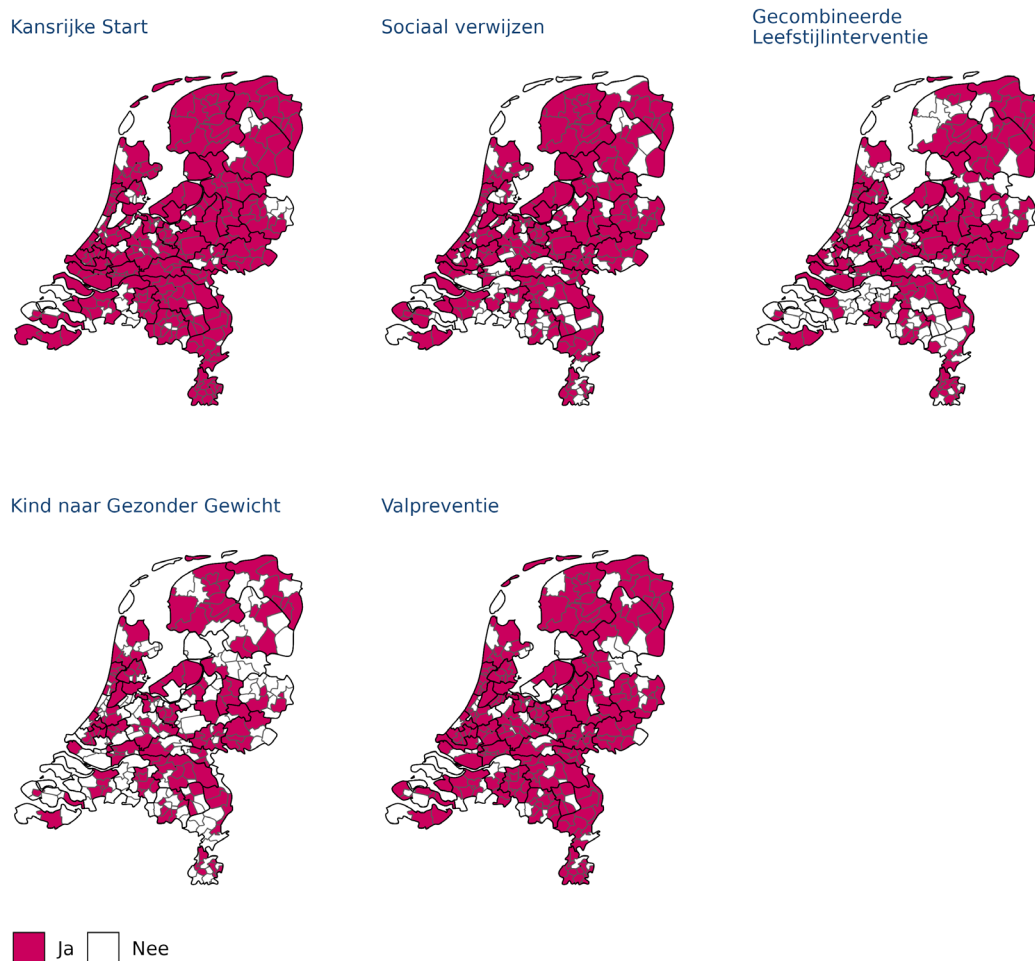 Kansrijke Start
Sociaal verwijzen
Gecombineerde
Leefstijlinterventie
Kind naar Gezonder Gewicht
Valpreventie
Ja
Nee